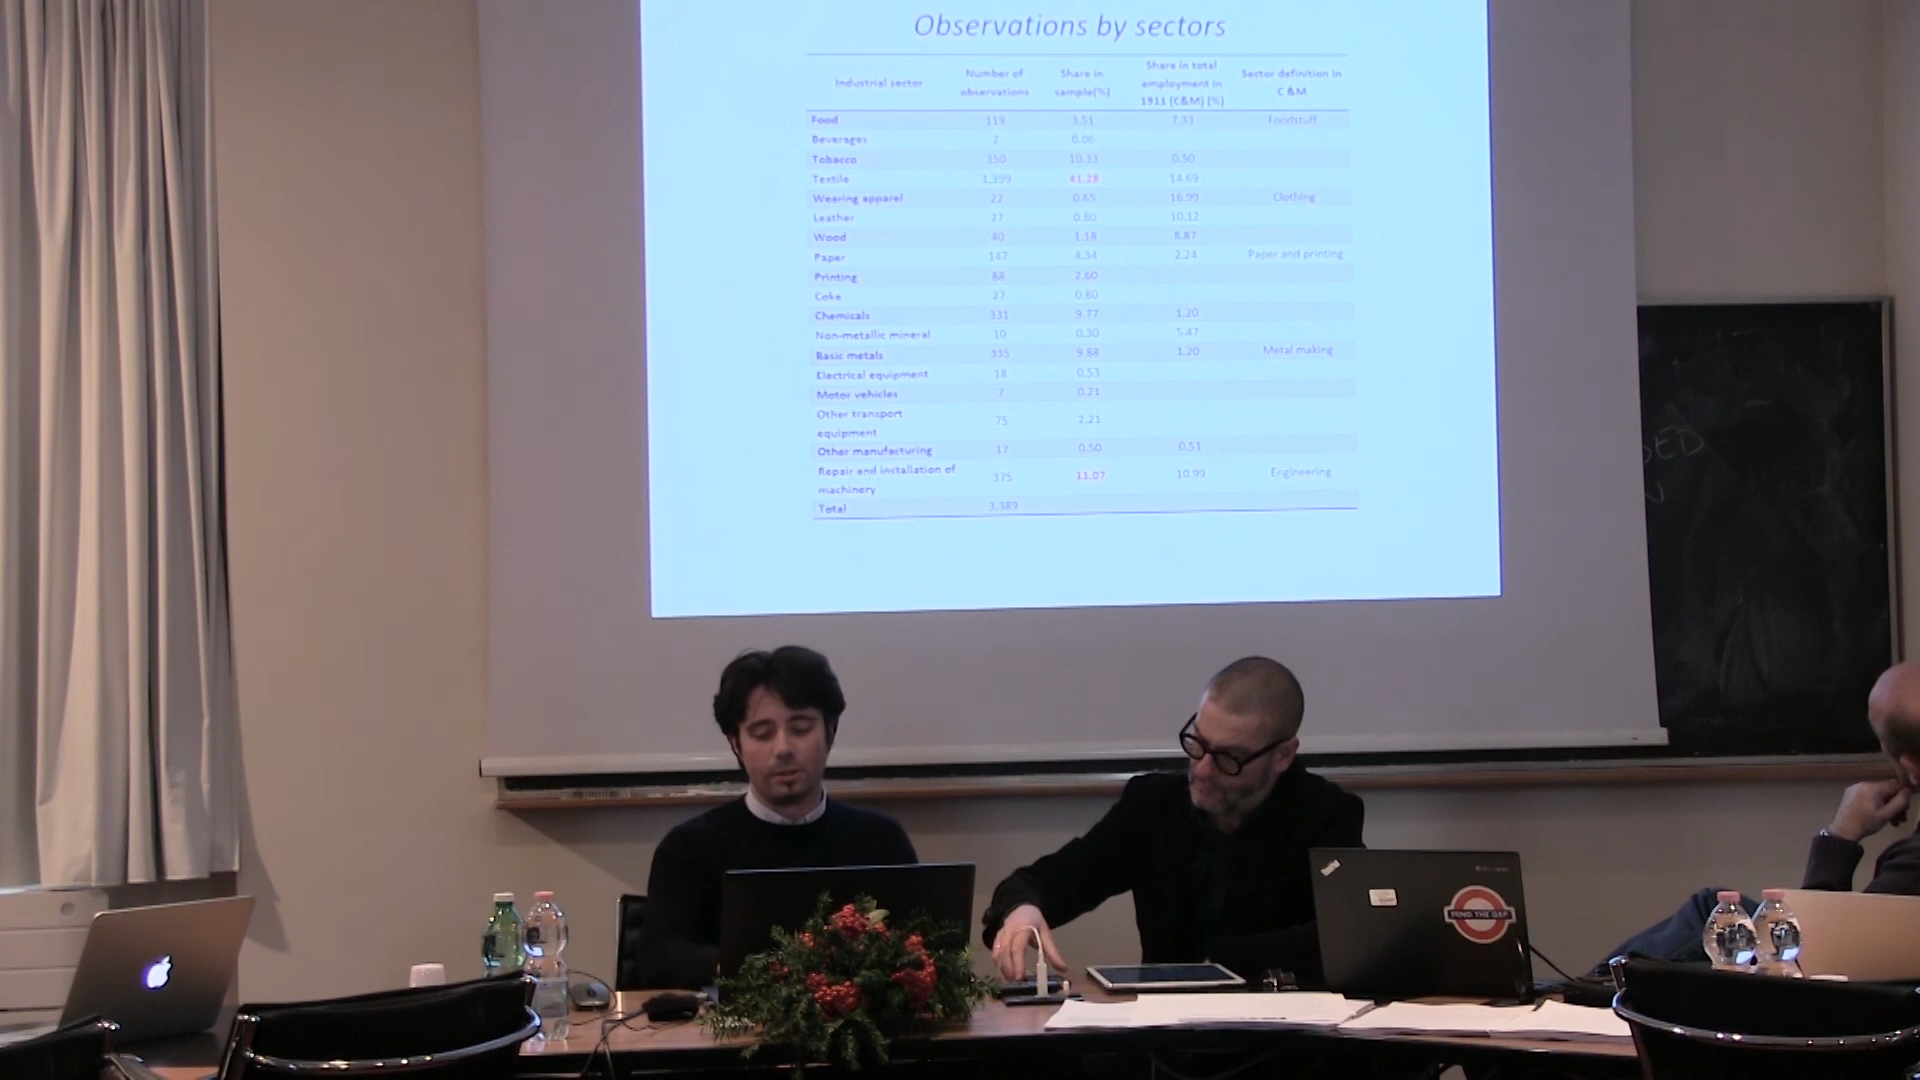 Observations by sectors
Industrial sector Number of observations Share in sample(%) Share in total employment in 1911 (C&M) (%) Sector definition in C &M
Food 119 3.51 7.33 Foodstuff
Beverages 2 0.06
Tobacco 350 10.33 0.50
Textile 1,399 41.28 14.69
Wearing apparel 22 0.65 16.99 Clothing
Leather 27 0.80 10.12
Wood 40 1.18 8.87
Paper 147 4.34 2.24 Paper and printing
Printing 88 2.60
Coke 27 0.80
Chemicals 331 9.77 1.20
Non-metallic mineral 10 0.30 5.47
Basic metals 335 9.88 1.20 Metal making
Electrical equipment 18 0.53
Motor vehicles 7 0.21
Other transport equipment 75 2.21
Other manufacturing 17 0.50 0.51
Repair and installation of machinery 375 11.07 10.99 Engineering
Total 3,389
MIND THE GAP